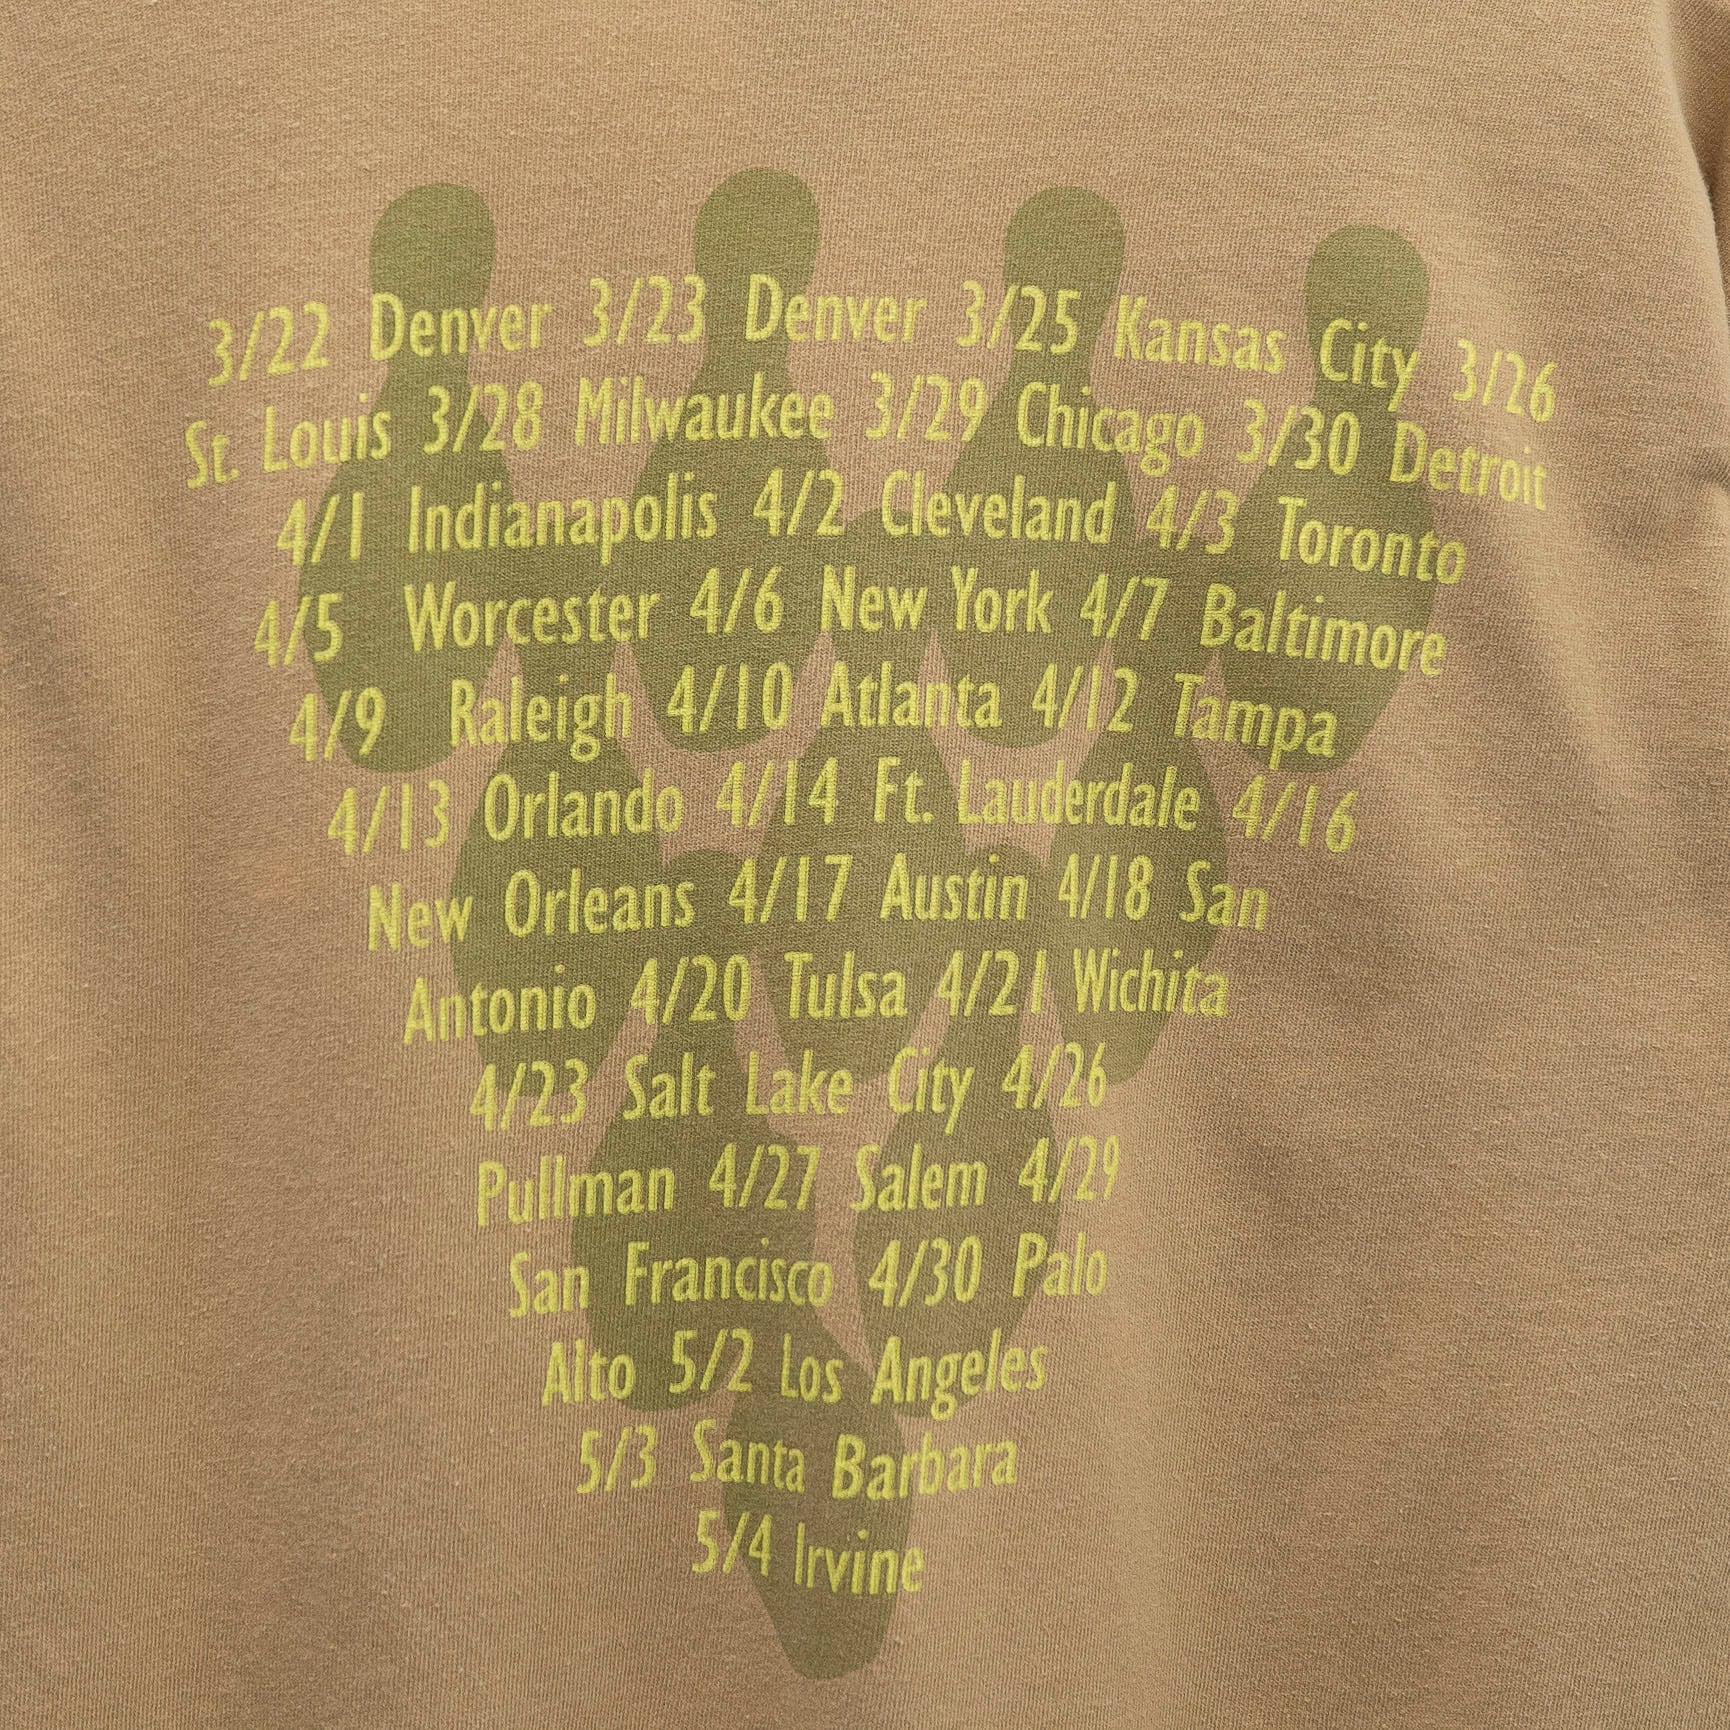 3/22 Denver 3/23 Denver 3/25 Kansas City 3/26
St. Louis 3/28 Milwaukee 3/29 Chicago 3/30 Detroit
4/1 Indianapolis 4/2 Cleveland 4/3 Toronto
4/5 Worcester 4/6 New York 4/7 Baltimore
4/9 Raleigh 4/10 Atlanta 4/12 Tampa
4/13 Orlando 4/14 Ft. Lauderdale 4/16
New Orleans 4/17 Austin 4/18 San
Antonio 4/20 Tulsa 4/21 Wichita
4/23 Salt Lake City 4/26
Pullman 4/27 Salem 4/29
San Francisco 4/30 Palo
Alto 5/2 Los Angeles
5/3 Santa Barbara
5/4 Irvine